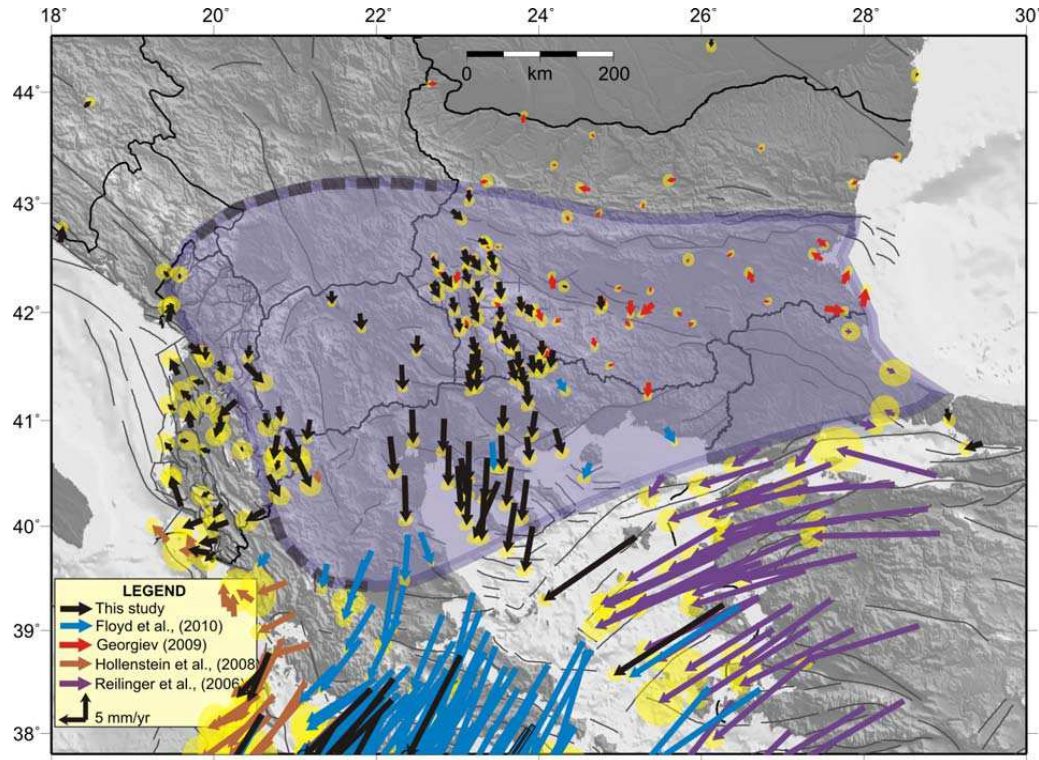 18˚ 20˚ 22˚ 24˚ 26˚ 28˚ 30˚
0 km 200
44˚
43˚
42˚
41˚
40˚
39˚
38˚
LEGEND
This study
Floyd et al., (2010)
Georgiev (2009)
Hollenstein et al., (2008)
Reilinger et al., (2006)
5 mm/yr